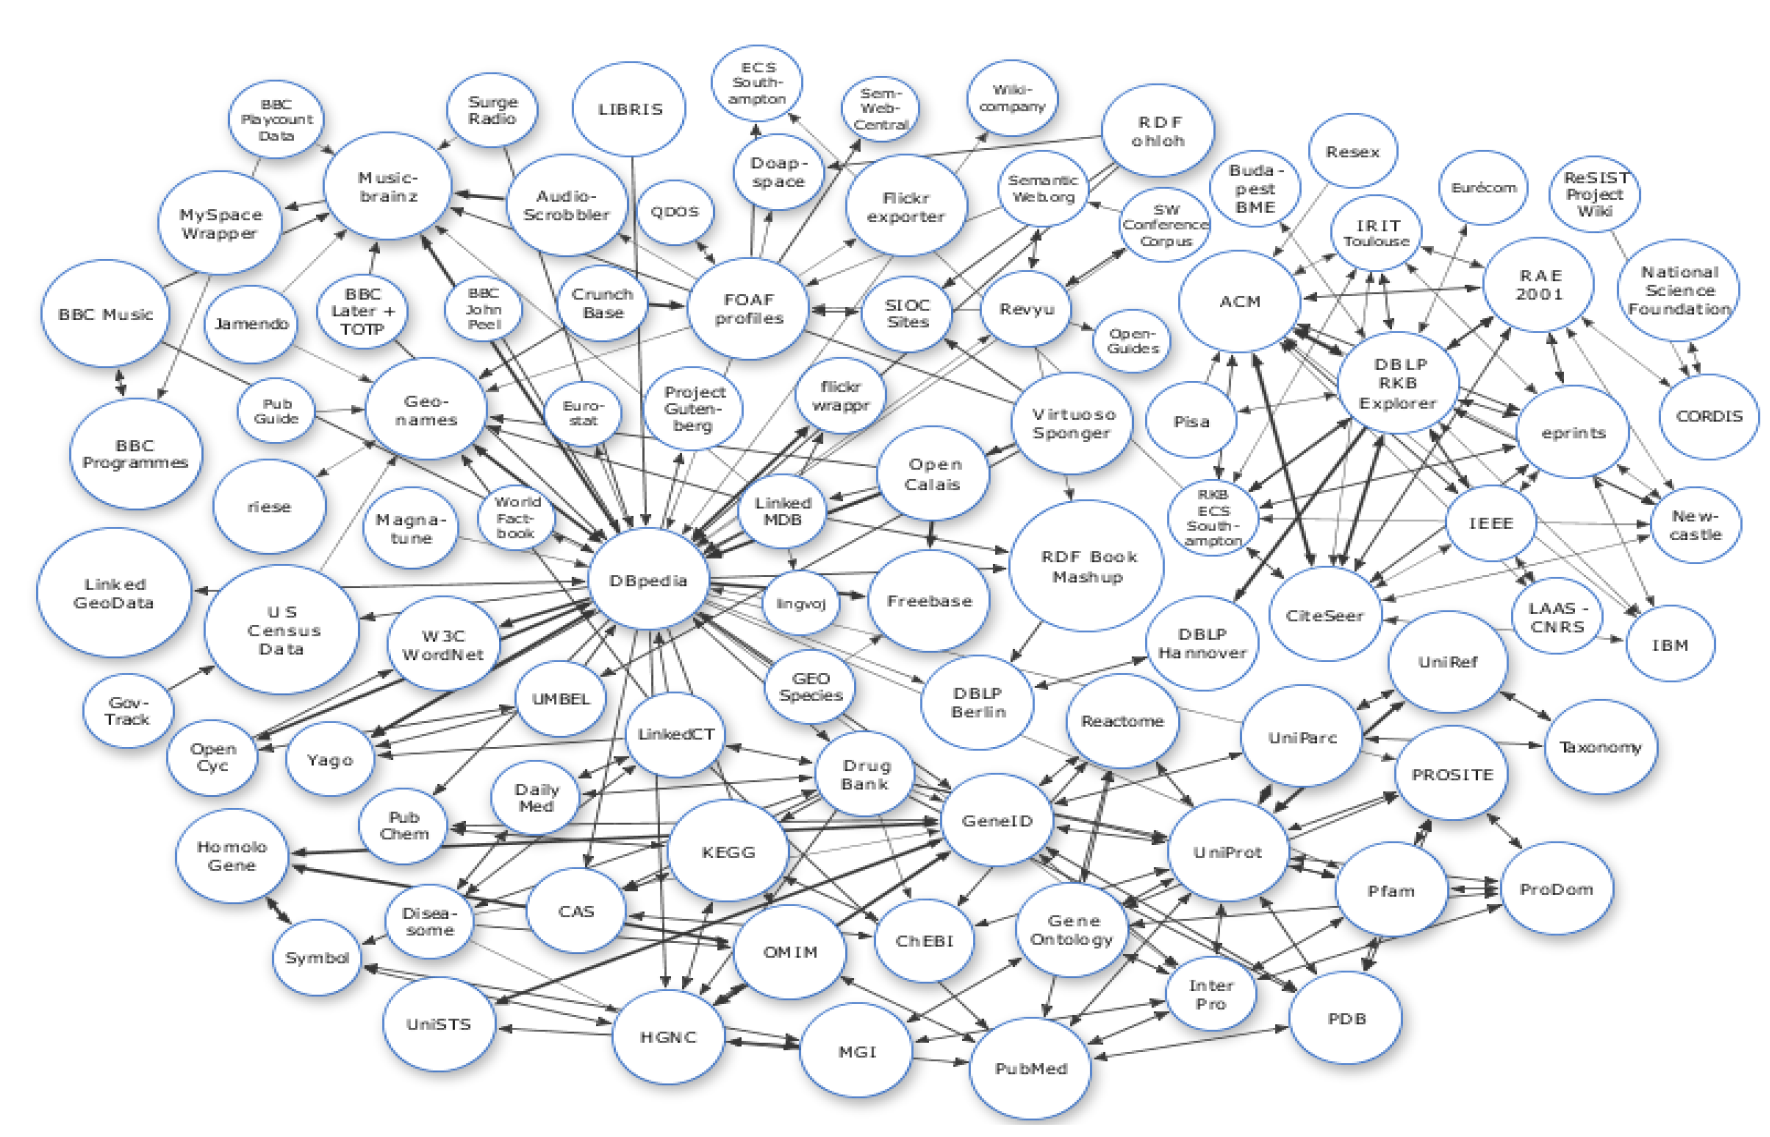 ECS
South-
ampton
Sem-
Web-
Central
Wiki-
company
BBC
Playcount
Data
Surge
Radio
LIBRIS
RDF
ohloh
Doap-
space
Music-
brainz
Audio-
Scrobbler
QDOS
Flickr
exporter
Semantic
Web.org
SW
Conference
Corpus
Buda-
pest
BME
Resex
Eurécom
ReSIST
Project
Wiki
MySpace
Wrapper
IRIT
Toulouse
BBC Music
Jamendo
BBC
Later +
TOTP
BBC
John
Peel
Crunch
Base
FOAF
profiles
SIOC
Sites
Revyu
Open-
Guides
ACM
RAE
2001
National
Science
Foundation
DBLP
RKB
Explorer
Pub
Guide
Geo-
names
Euro-
stat
Project
Guten-
berg
flickr
wrappr
Virtuoso
Sponger
Pisa
eprints
CORDIS
BBC
Programmes
riese
Magna-
tune
World
Fact-
book
Linked
MDB
Open
Calais
RKB
ECS
South-
ampton
IEEE
New-
castle
Linked
GeoData
US
Census
Data
W3C
WordNet
DBpedia
lingvoj
Freebase
RDF Book
Mashup
DBLP
Hannover
CiteSeer
LAAS -
CNRS
IBM
Gov-
Track
Open
Cyc
Yago
UMBEL
LinkedCT
GEO
Species
DBLP
Berlin
Reactome
UniParc
UniRef
Taxonomy
PROSITE
Daily
Med
Drug
Bank
Pub
Chem
Homolo
Gene
KEGG
GeneID
UniProt
Pfam
ProDom
Disea-
some
CAS
OMIM
ChEBI
Gene
Ontology
Symbol
UniSTS
HGNC
MGI
PubMed
Inter
Pro
PDB